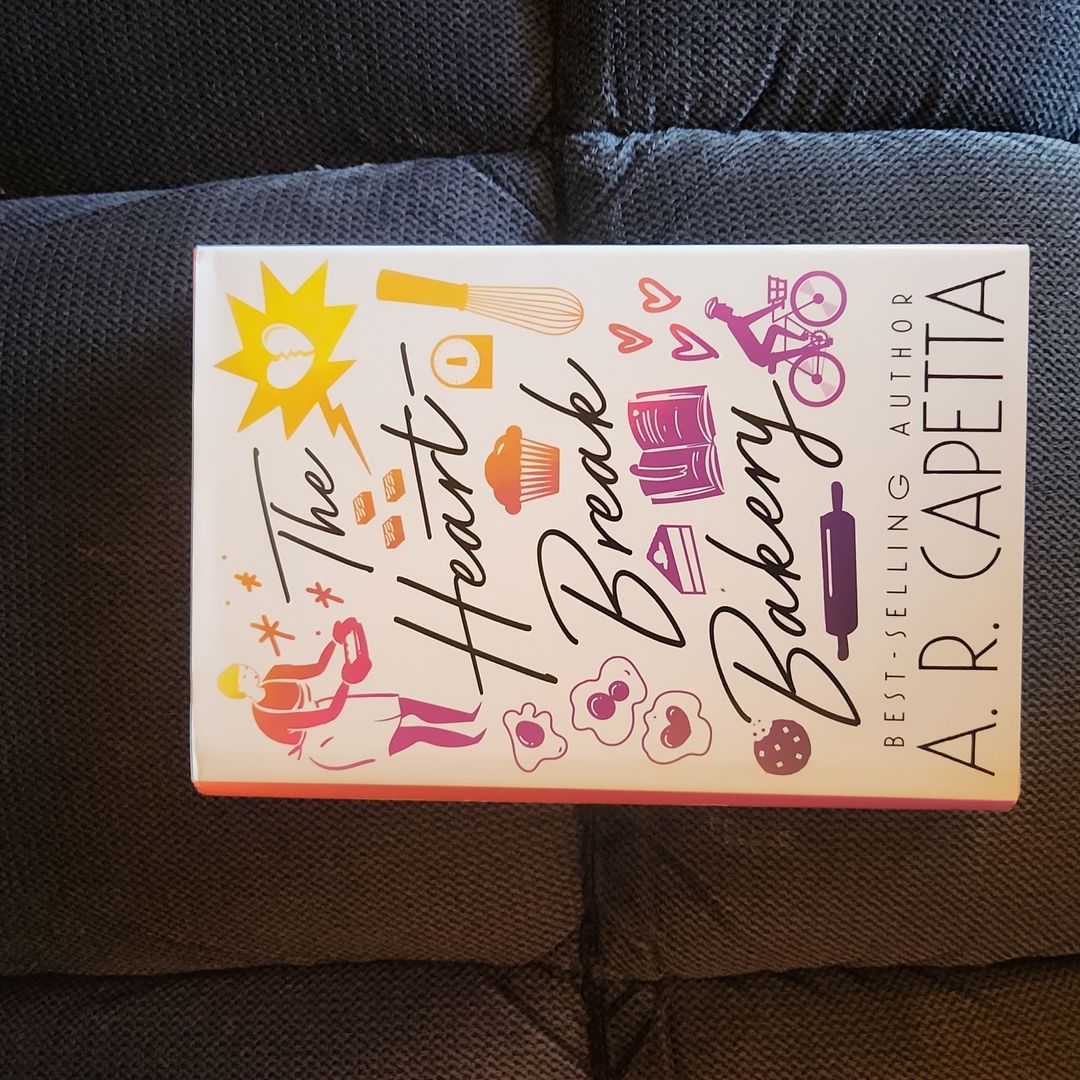 The
Heart-
Break
Bakery
BEST-SELLING AUTHOR
A. R. CAPETTA